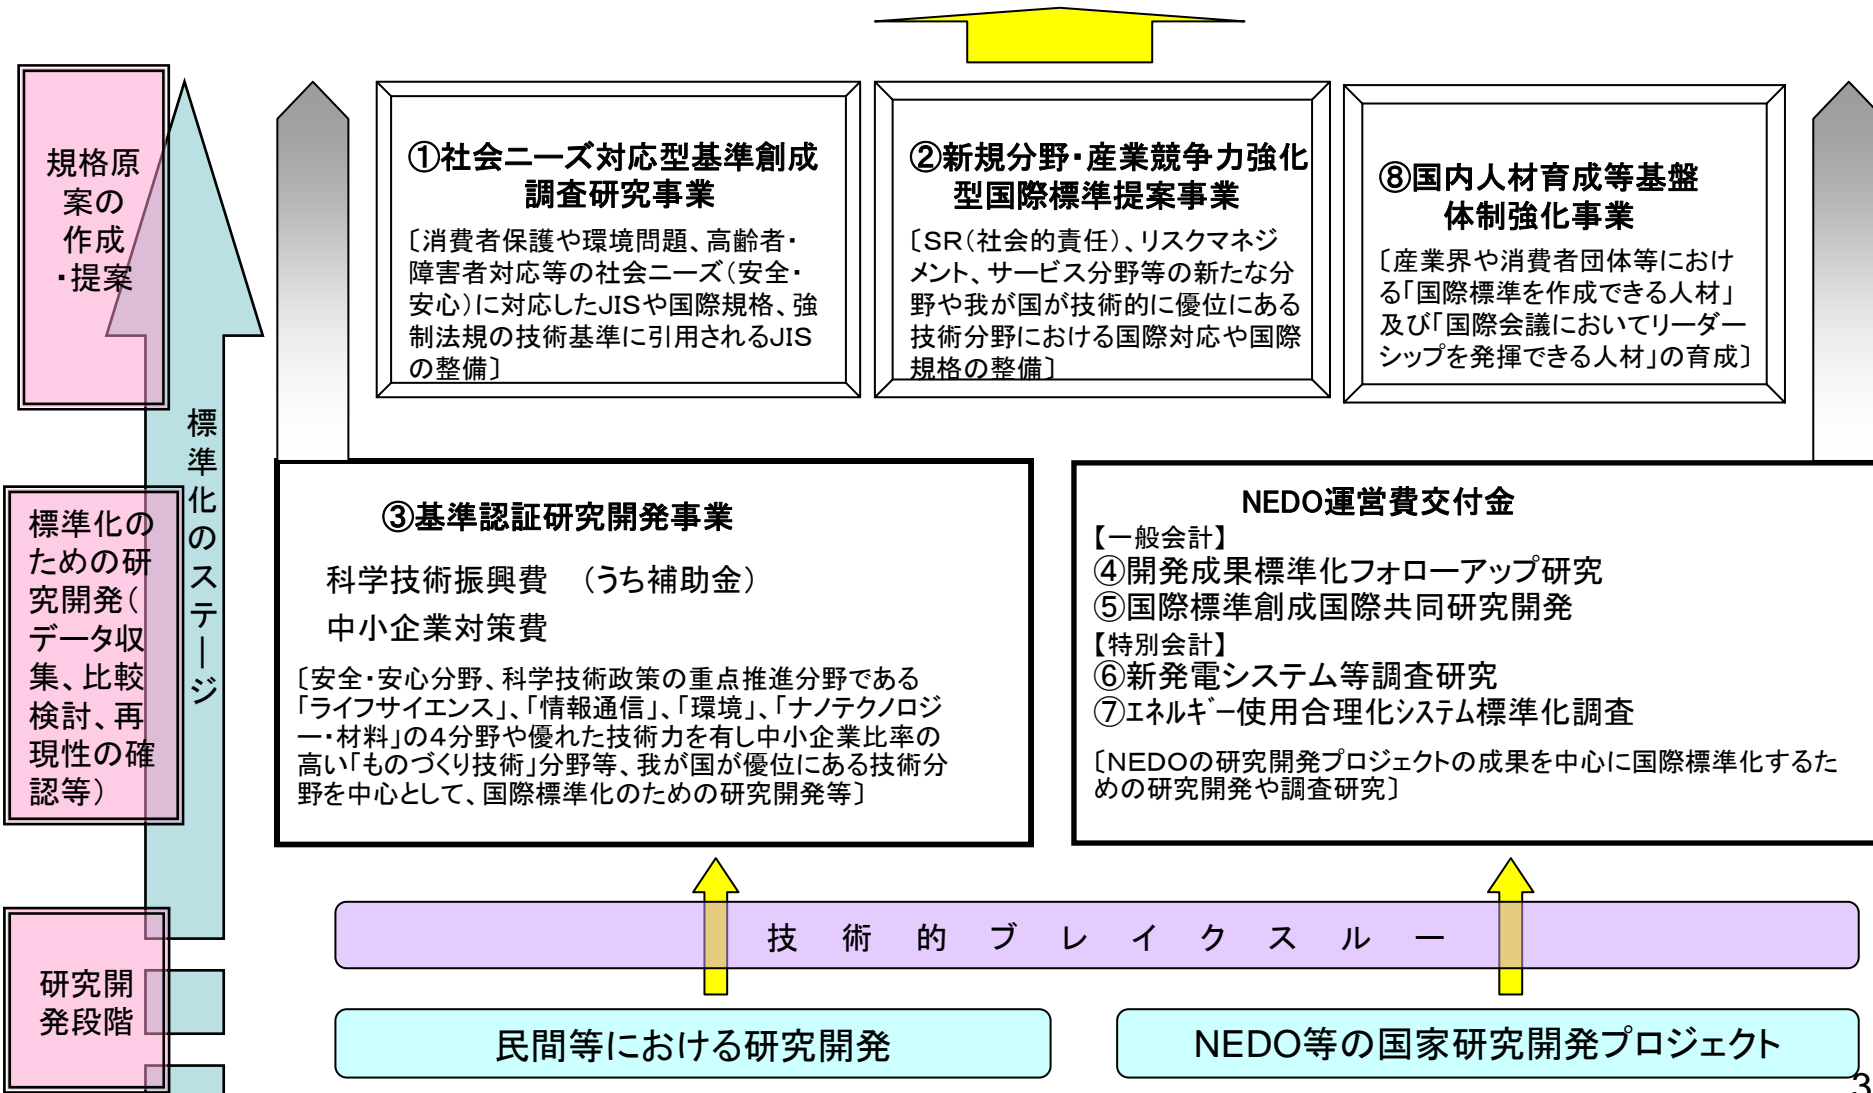 規格原
案の
作成
・提案
標準化のステージ
標準化の
ための研
究開発(
データ収
集、比較
検討、再
現性の確
認等)
研究開
発段階
①社会ニーズ対応型基準創成
調査研究事業
〔消費者保護や環境問題、高齢者・
障害者対応等の社会ニーズ(安全・
安心)に対応したJISや国際規格、強
制法規の技術基準に引用されるJIS
の整備〕
②新規分野・産業競争力強化
型国際標準提案事業
〔SR(社会的責任)、リスクマネジ
メント、サービス分野等の新たな分
野や我が国が技術的に優位にある
技術分野における国際対応や国際
規格の整備〕
⑧国内人材育成等基盤
体制強化事業
〔産業界や消費者団体等におけ
る「国際標準を作成できる人材」
及び「国際会議においてリーダー
シップを発揮できる人材」の育成〕
③基準認証研究開発事業
科学技術振興費 (うち補助金)
中小企業対策費
〔安全・安心分野、科学技術政策の重点推進分野である
「ライフサイエンス」、「情報通信」、「環境」、「ナノテクノロジ
ー・材料」の4分野や優れた技術力を有し中小企業比率の
高い「ものづくり技術」分野等、我が国が優位にある技術分
野を中心として、国際標準化のための研究開発等〕
NEDO運営費交付金
【一般会計】
④開発成果標準化フォローアップ研究
⑤国際標準創成国際共同研究開発
【特別会計】
⑥新発電システム等調査研究
⑦エネルギー使用合理化システム標準化調査
〔NEDOの研究開発プロジェクトの成果を中心に国際標準化するた
めの研究開発や調査研究〕
技術的ブレイクスルー
民間等における研究開発
NEDO等の国家研究開発プロジェクト
3